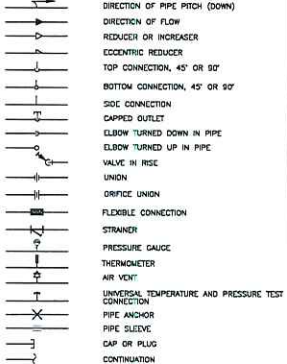 DIRECTION OF PIPE PITCH (DOWN)
DIRECTION OF FLOW
REDUCER OR INCREASER
ECCENTRIC REDUCER
TOP CONNECTION, 45° OR 90°
BOTTOM CONNECTION, 45° OR 90°
SIDE CONNECTION
CAPPED OUTLET
ELBOW TURNED DOWN IN PIPE
ELBOW TURNED UP IN PIPE
VALVE IN RISE
UNION
ORIFICE UNION
FLEXIBLE CONNECTION
STRAINER
PRESSURE GAUGE
THERMOMETER
AIR VENT
UNIVERSAL TEMPERATURE AND PRESSURE TEST
CONNECTION
PIPE ANCHOR
PIPE SLEEVE
CAP OR PLUG
CONTINUATION